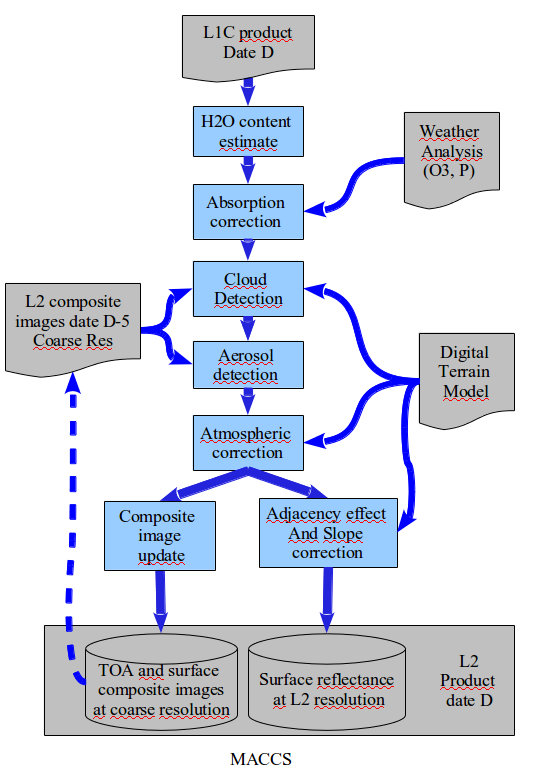 L1C product
Date D
H2O content
estimate
Weather
Analysis
(O3, P)
Absorption
correction
Cloud
Detection
L2 composite
images date D-5
Coarse Res
Aerosol
detection
Digital
Terrain
Model
Atmospheric
correction
Composite
image
update
Adjacency effect
And Slope
correction
TOA and surface
composite images
at coarse resolution
Surface reflectance
at L2 resolution
L2
Product
date D
MACCS